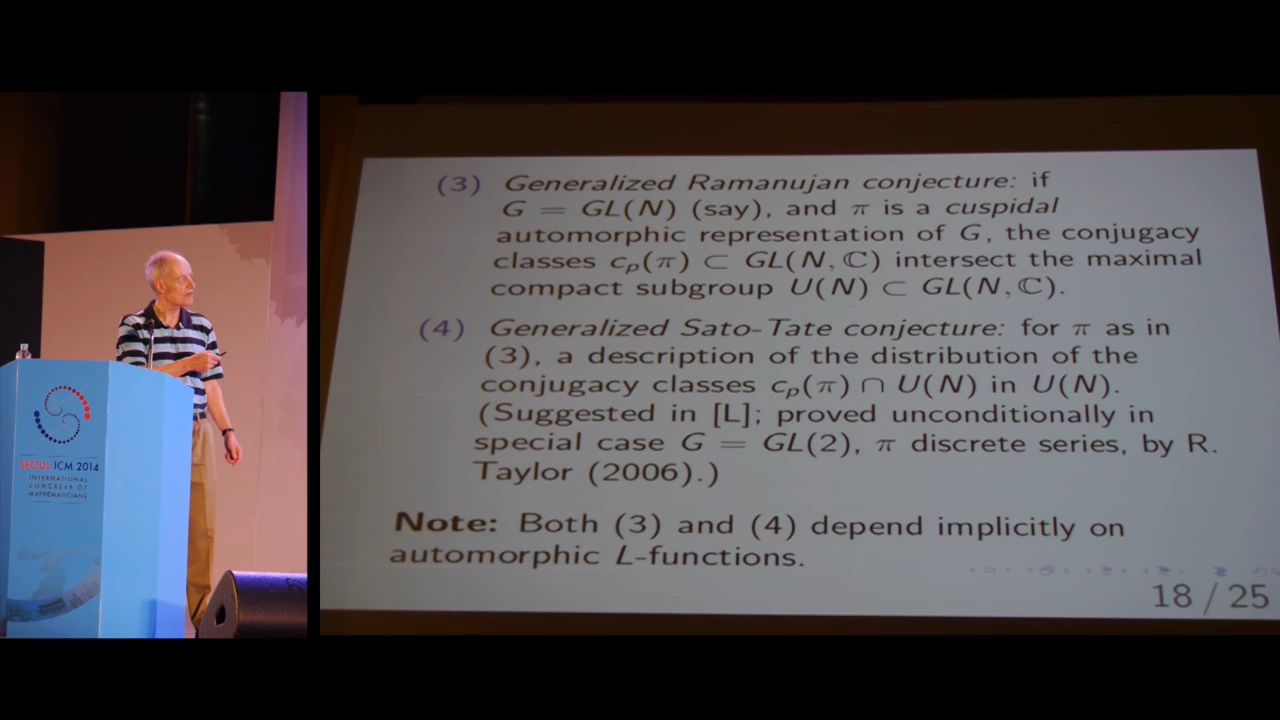 SEOUL ICM 2014
INTERNATIONAL
CONGRESS OF
MATHEMATICIANS
(3) Generalized Ramanujan conjecture: if
G = GL(N) (say), and π is a cuspidal
automorphic representation of G, the conjugacy
classes cₚ(π) ⊂ GL(N, ℂ) intersect the maximal
compact subgroup U(N) ⊂ GL(N, ℂ).
(4) Generalized Sato-Tate conjecture: for π as in
(3), a description of the distribution of the
conjugacy classes cₚ(π) ∩ U(N) in U(N).
(Suggested in [L]; proved unconditionally in
special case G = GL(2), π discrete series, by R.
Taylor (2006).)
Note: Both (3) and (4) depend implicitly on
automorphic L-functions.
18 / 25